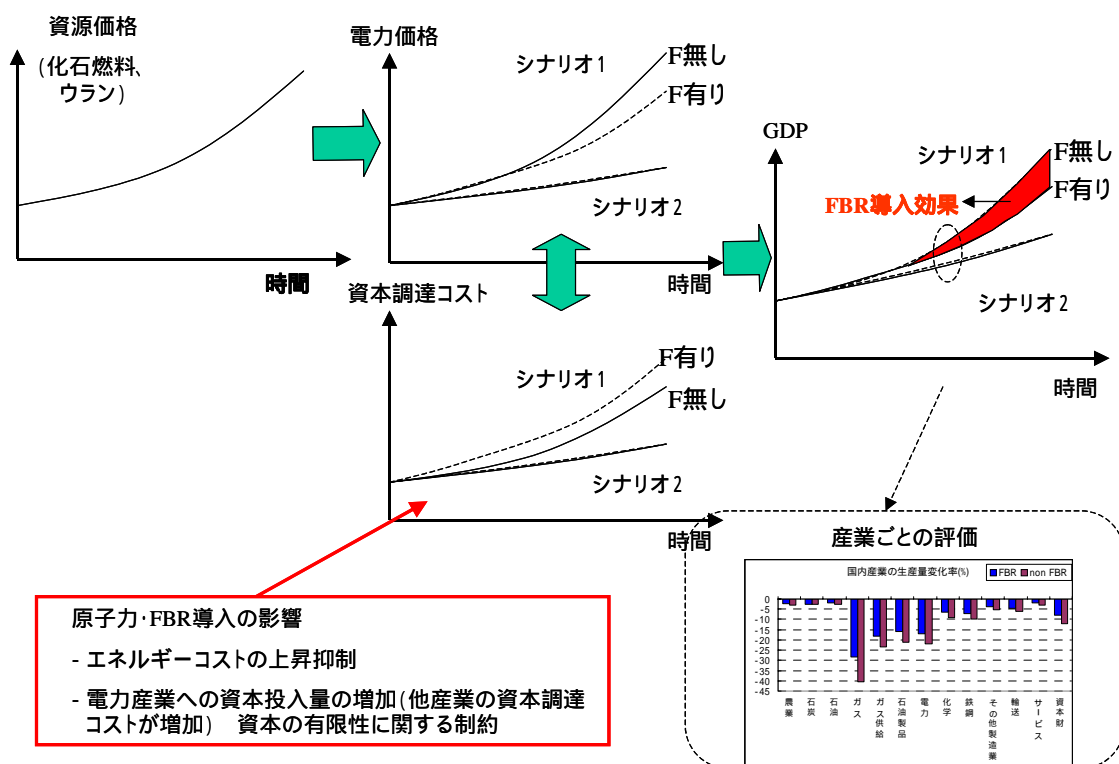 資源価格
(化石燃料、
ウラン)
時間
電力価格
シナリオ1
F無し
F有り
シナリオ2
時間
資本調達コスト
シナリオ1
F有り
F無し
シナリオ2
時間
GDP
シナリオ1
F無し
F有り
FBR導入効果
シナリオ2
時間
原子力・FBR導入の影響
- エネルギーコストの上昇抑制
- 電力産業への資本投入量の増加(他産業の資本調達
コストが増加) 資本の有限性に関する制約
産業ごとの評価
国内産業の生産量変化率(%)
FBR non FBR
0
-5
-10
-15
-20
-25
-30
-35
-40
-45
農業
石炭
石油
ガス
ガス供給
石油製品
電力
化学
鉄鋼
その他製造業
輸送
サービス
資本財